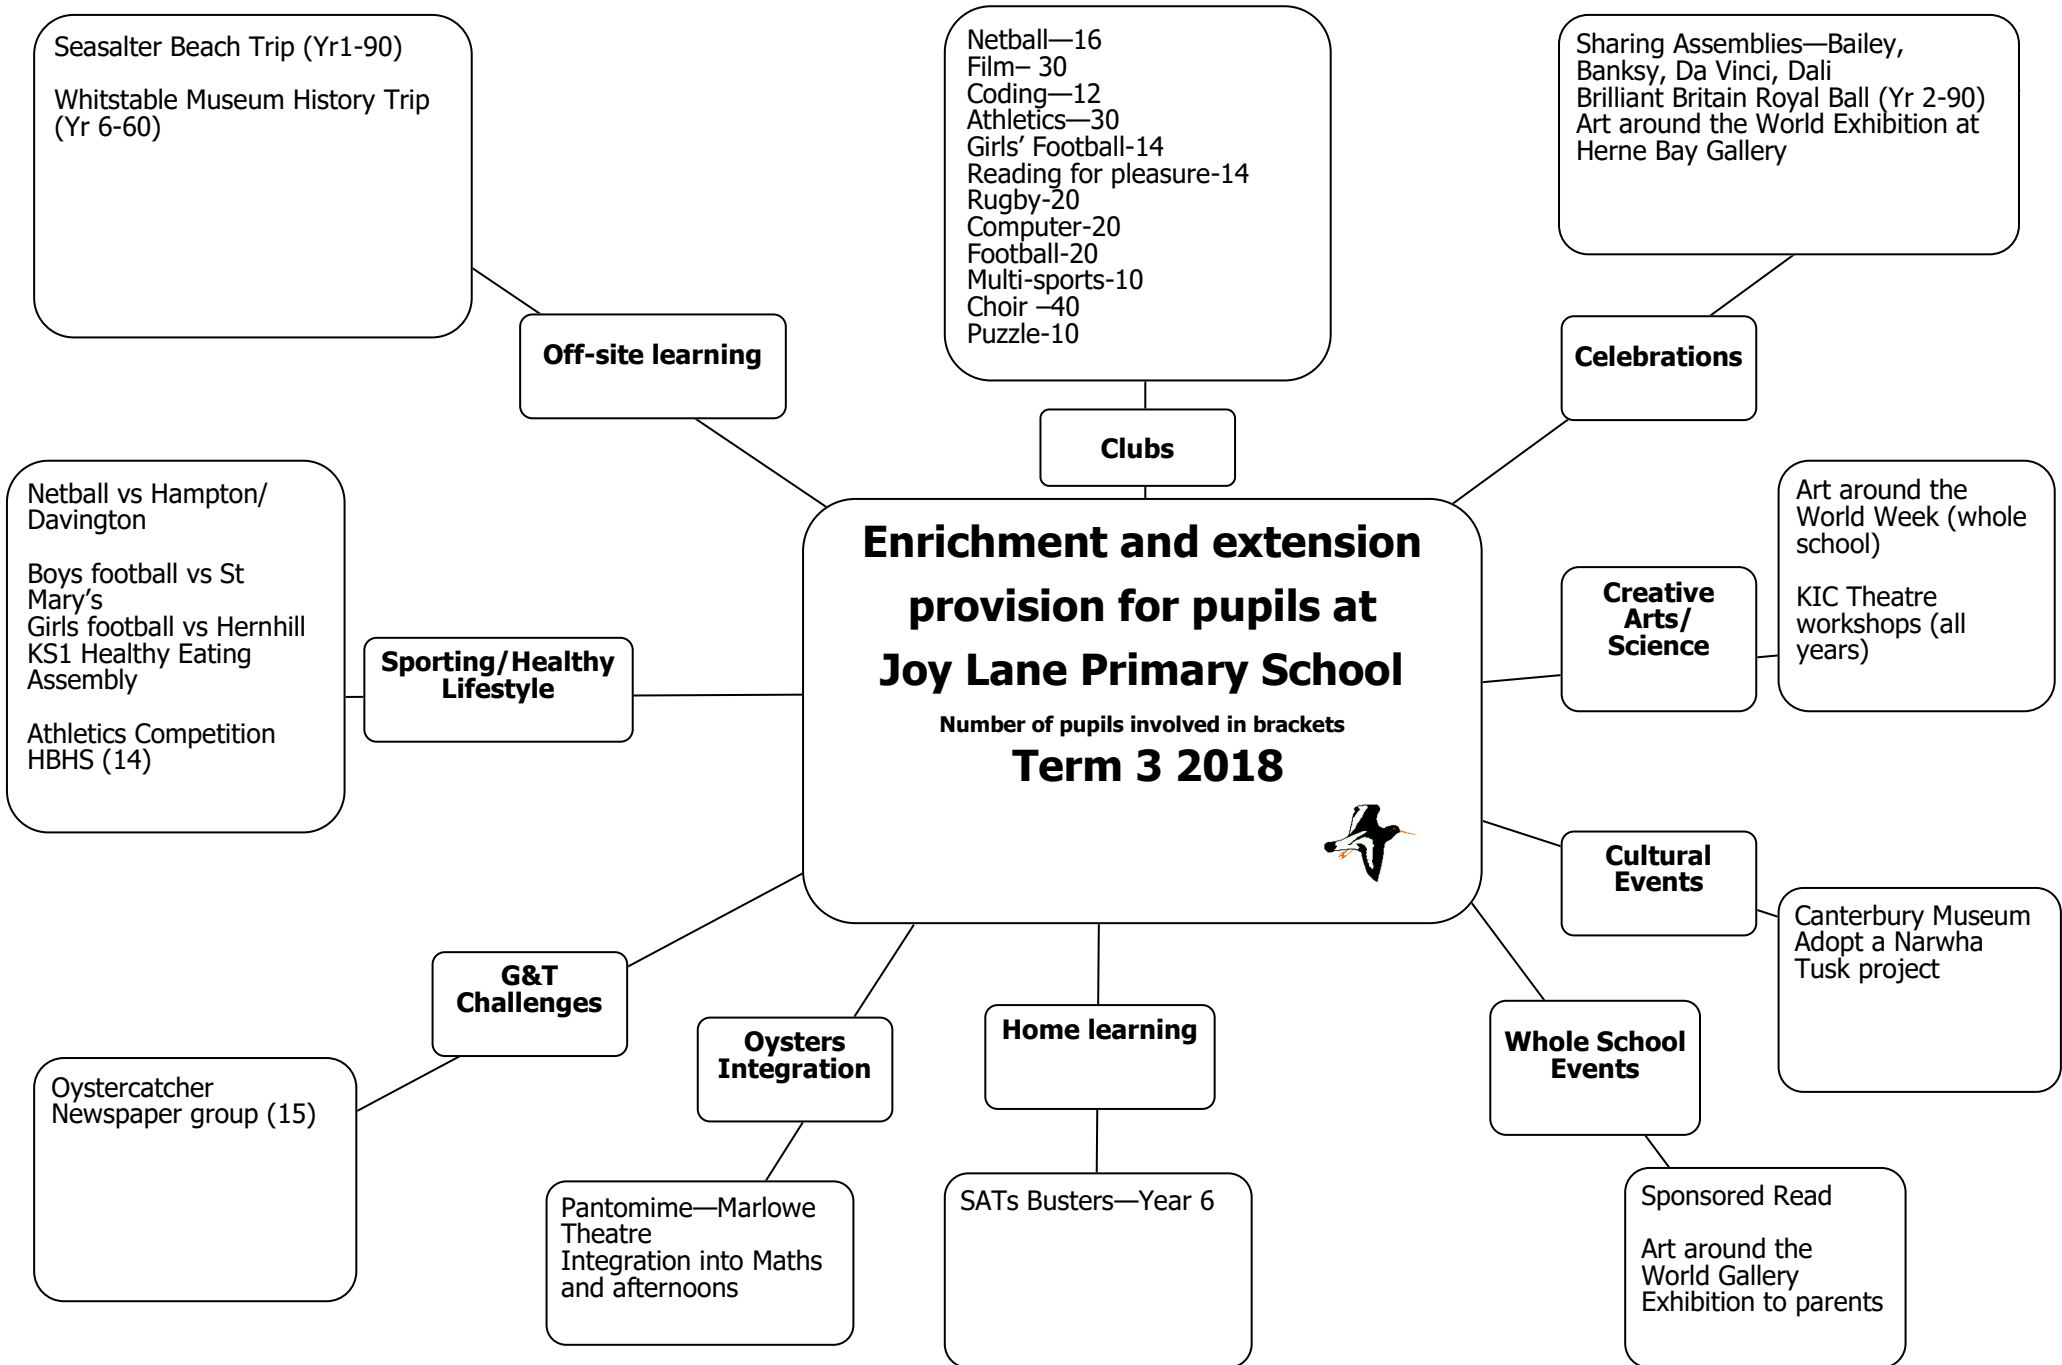 Seasalter Beach Trip (Yr1-90)
Whitstable Museum History Trip
(Yr 6-60)
Netball—16
Film– 30
Coding—12
Athletics—30
Girls’ Football-14
Reading for pleasure-14
Rugby-20
Computer-20
Football-20
Multi-sports-10
Choir –40
Puzzle-10
Sharing Assemblies—Bailey,
Banksy, Da Vinci, Dali
Brilliant Britain Royal Ball (Yr 2-90)
Art around the World Exhibition at
Herne Bay Gallery
Off-site learning
Clubs
Celebrations
Netball vs Hampton/
Davington
Boys football vs St
Mary’s
Girls football vs Hernhill
KS1 Healthy Eating
Assembly
Athletics Competition
HBHS (14)
Sporting/Healthy
Lifestyle
Enrichment and extension
provision for pupils at
Joy Lane Primary School
Number of pupils involved in brackets
Term 3 2018
Creative
Arts/
Science
Art around the
World Week (whole
school)
KIC Theatre
workshops (all
years)
Cultural
Events
Canterbury Museum
Adopt a Narwha
Tusk project
G&T
Challenges
Oystercatcher
Newspaper group (15)
Oysters
Integration
Pantomime—Marlowe
Theatre
Integration into Maths
and afternoons
Home learning
SATs Busters—Year 6
Whole School
Events
Sponsored Read
Art around the
World Gallery
Exhibition to parents